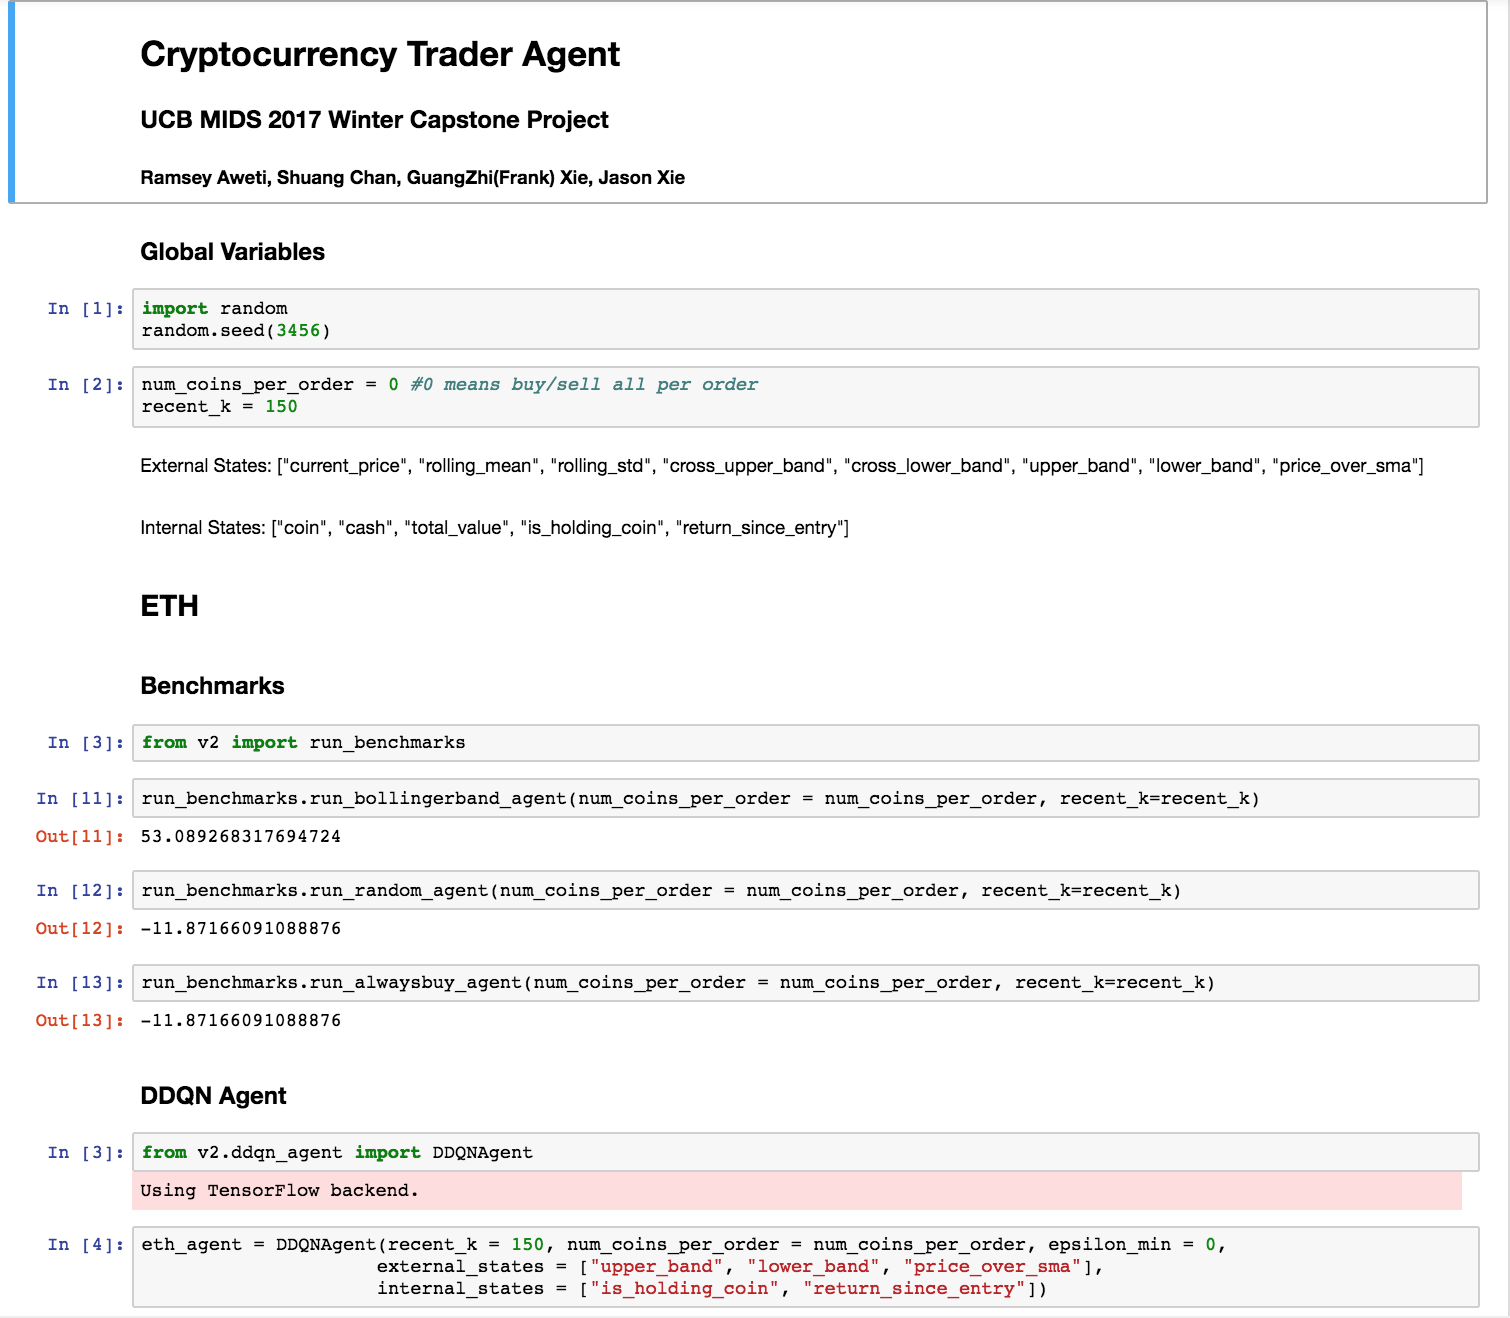 Cryptocurrency Trader Agent
UCB MIDS 2017 Winter Capstone Project
Ramsey Aweti, Shuang Chan, GuangZhi(Frank) Xie, Jason Xie
Global Variables
In [1]: import random
random.seed(3456)
In [2]: num_coins_per_order = 0 #0 means buy/sell all per order
recent_k = 150
External States: ["current_price", "rolling_mean", "rolling_std", "cross_upper_band", "cross_lower_band", "upper_band", "lower_band", "price_over_sma"]
Internal States: ["coin", "cash", "total_value", "is_holding_coin", "return_since_entry"]
ETH
Benchmarks
In [3]: from v2 import run_benchmarks
In [11]: run_benchmarks.run_bollingerband_agent(num_coins_per_order = num_coins_per_order, recent_k=recent_k)
Out[11]: 53.089268317694724
In [12]: run_benchmarks.run_random_agent(num_coins_per_order = num_coins_per_order, recent_k=recent_k)
Out[12]: -11.87166091088876
In [13]: run_benchmarks.run_alwaysbuy_agent(num_coins_per_order = num_coins_per_order, recent_k=recent_k)
Out[13]: -11.87166091088876
DDQN Agent
In [3]: from v2.ddqn_agent import DDQNAgent
Using TensorFlow backend.
In [4]: eth_agent = DDQNAgent(recent_k = 150, num_coins_per_order = num_coins_per_order, epsilon_min = 0,
external_states = ["upper_band", "lower_band", "price_over_sma"],
internal_states = ["is_holding_coin", "return_since_entry"])